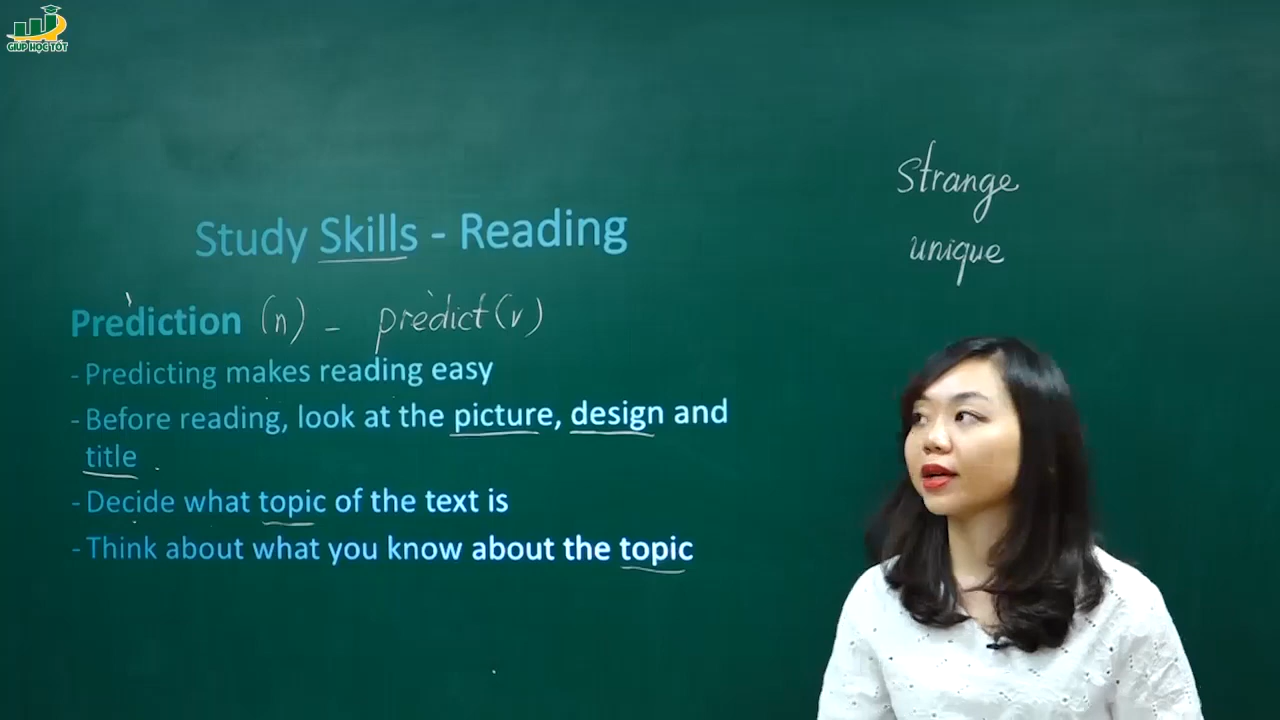 GIÚP HỌC TỐT
Strange
unique
Study Skills - Reading
Prediction (n) - predict (v)
- Predicting makes reading easy
- Before reading, look at the picture, design and
title
- Decide what topic of the text is
- Think about what you know about the topic